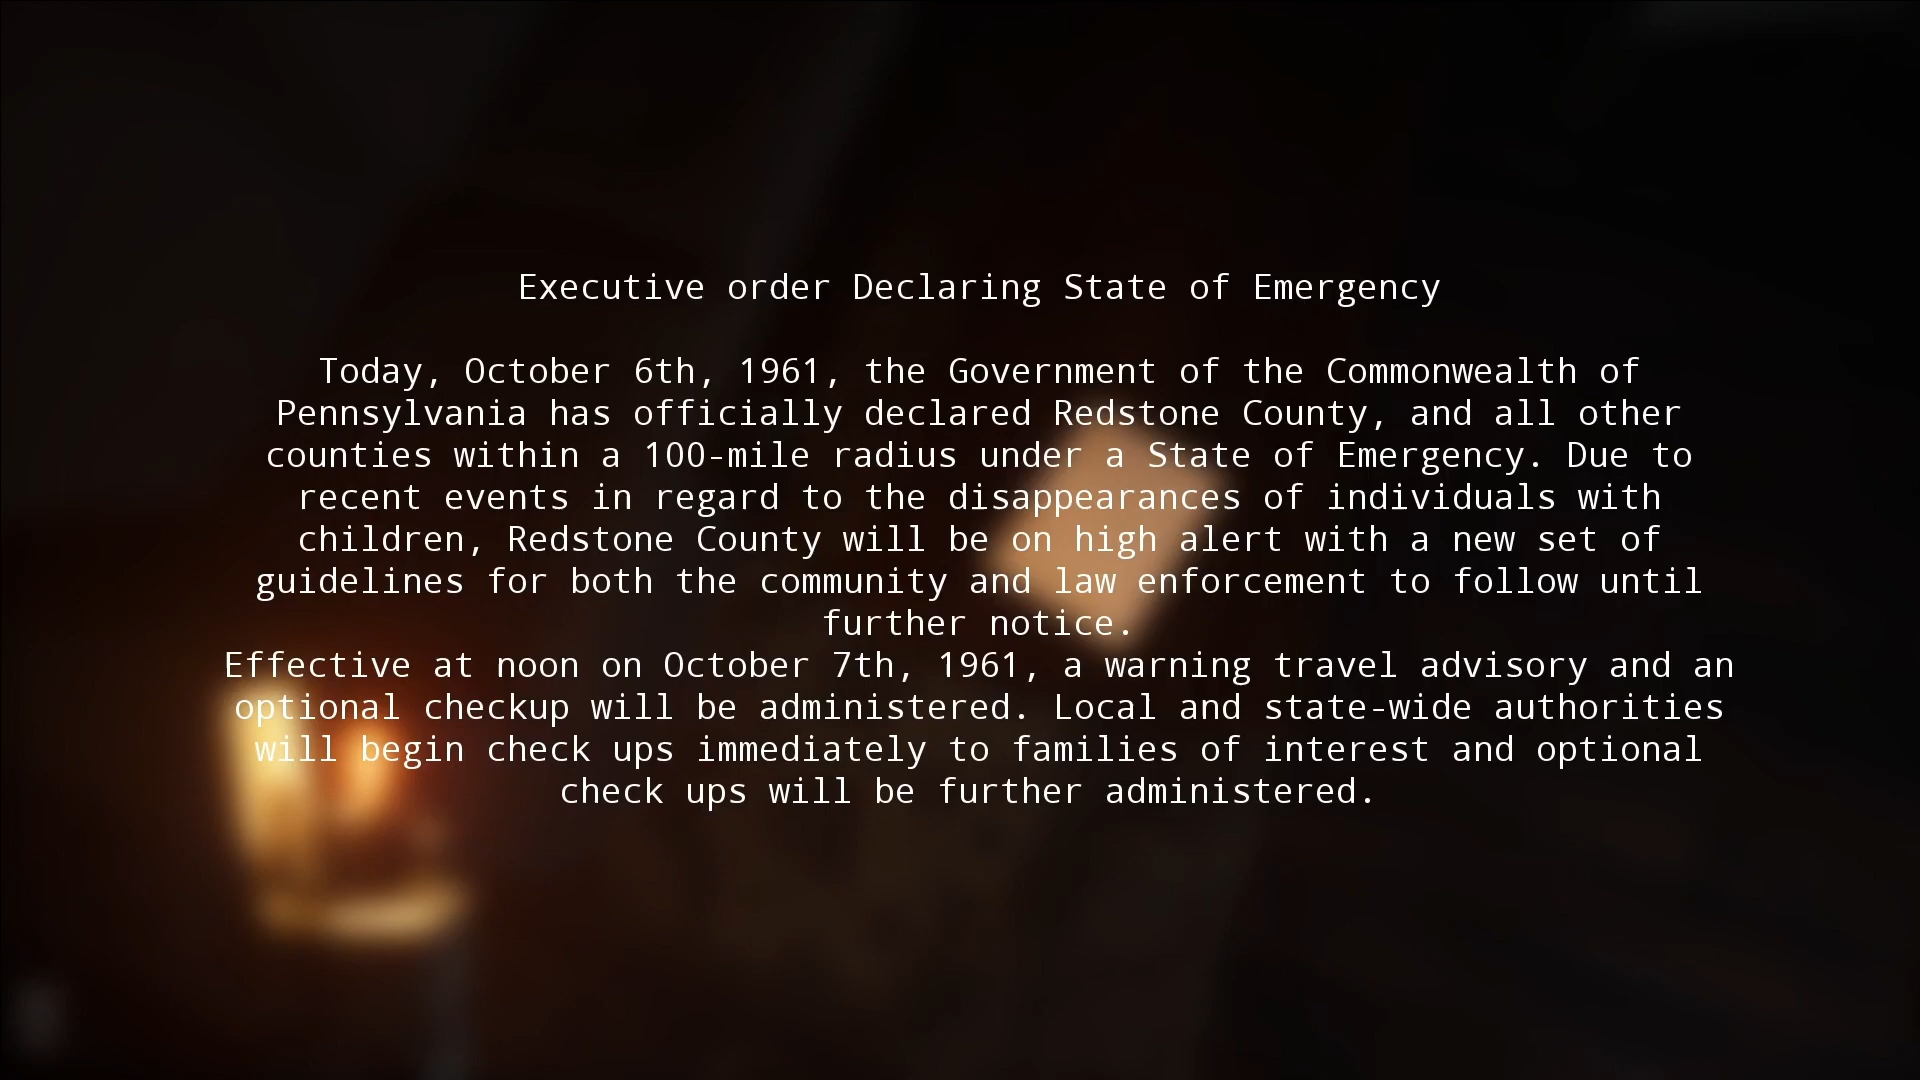 Executive order Declaring State of Emergency
Today, October 6th, 1961, the Government of the Commonwealth of
Pennsylvania has officially declared Redstone County, and all other
counties within a 100-mile radius under a State of Emergency. Due to
recent events in regard to the disappearances of individuals with
children, Redstone County will be on high alert with a new set of
guidelines for both the community and law enforcement to follow until
further notice.
Effective at noon on October 7th, 1961, a warning travel advisory and an
optional checkup will be administered. Local and state-wide authorities
will begin check ups immediately to families of interest and optional
check ups will be further administered.